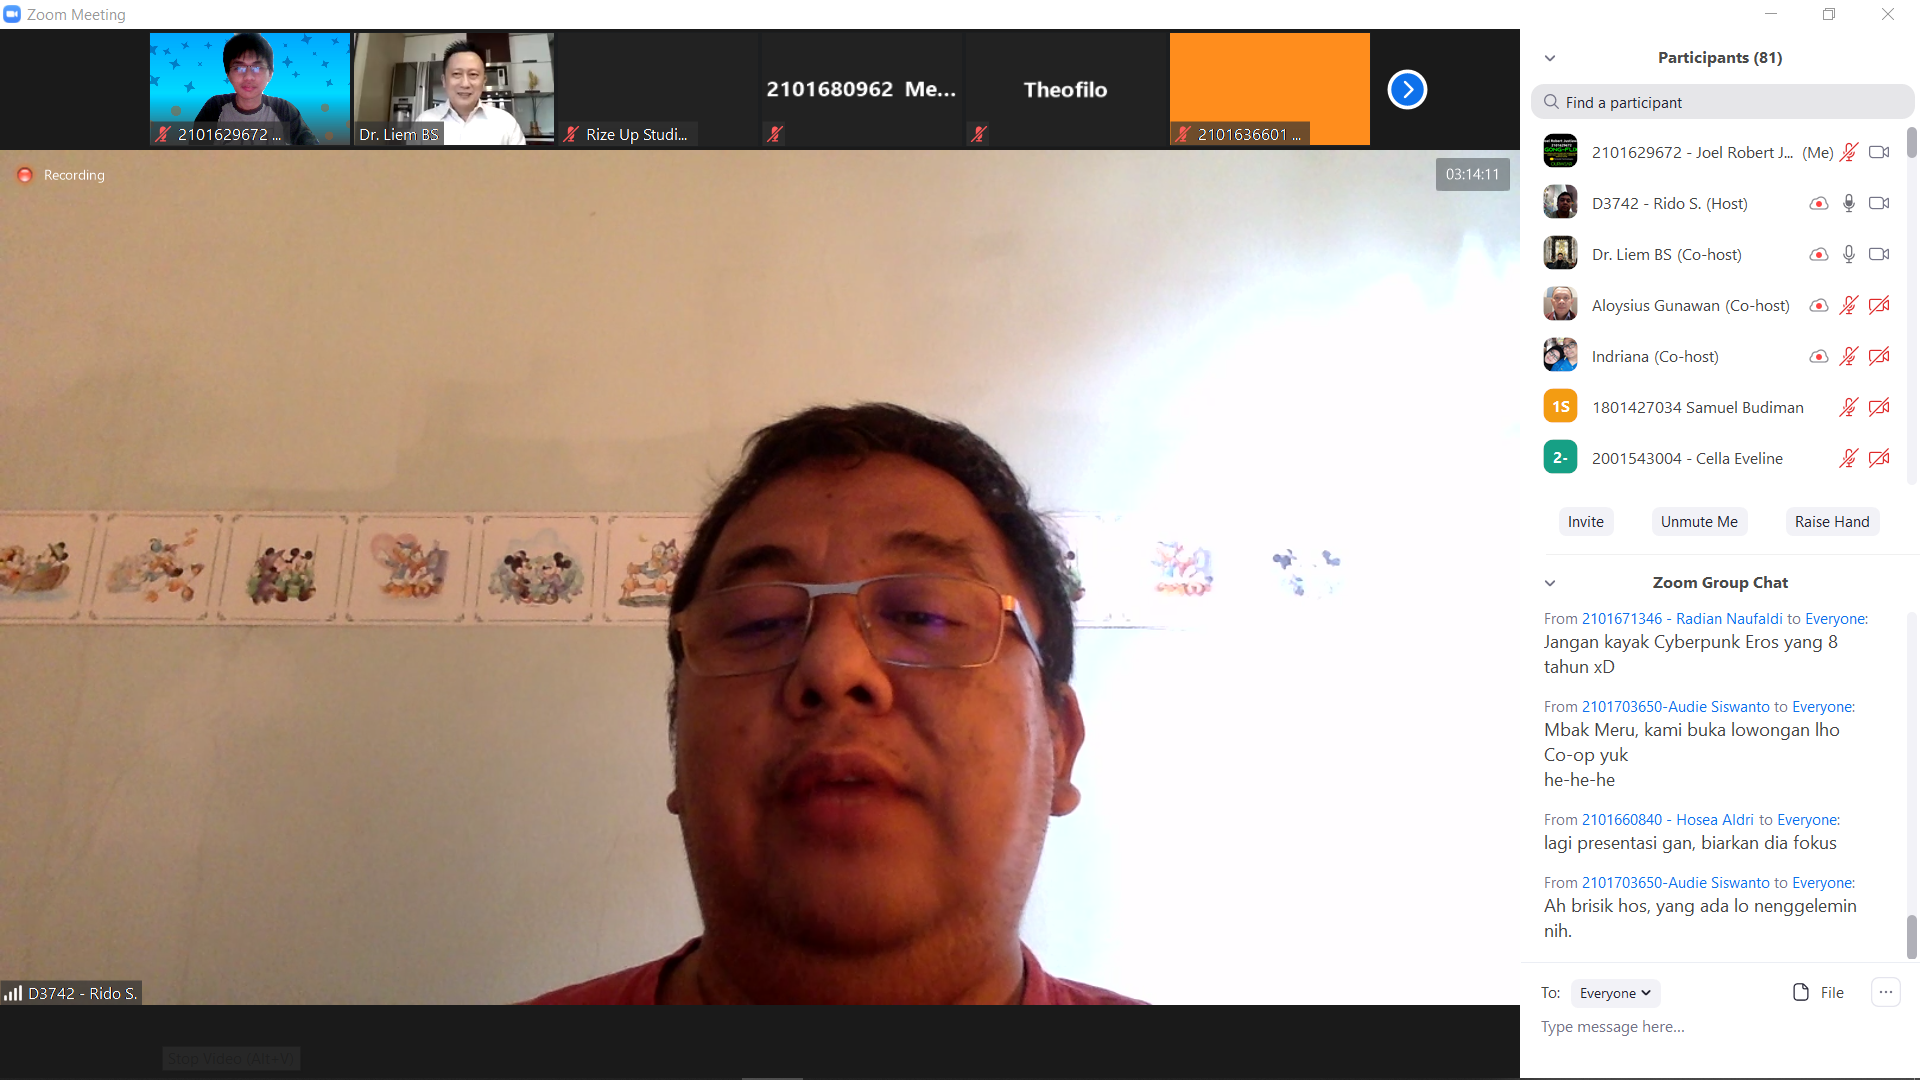 Zoom Meeting
2101629672 ...
Dr. Liem BS
Rize Up Studi...
2101680962 Me...
Theofilo
2101636601 ...
Recording
03:14:11
D3742 - Rido S.
Stop Video (Alt+V)
Participants (81)
Find a participant
2101629672 - Joel Robert J... (Me)
D3742 - Rido S. (Host)
Dr. Liem BS (Co-host)
Aloysius Gunawan (Co-host)
Indriana (Co-host)
1S
1801427034 Samuel Budiman
2-
2001543004 - Cella Eveline
Invite
Unmute Me
Raise Hand
Zoom Group Chat
From 2101671346 - Radian Naufaldi to Everyone:
Jangan kayak Cyberpunk Eros yang 8
tahun xD
From 2101703650-Audie Siswanto to Everyone:
Mbak Meru, kami buka lowongan lho
Co-op yuk
he-he-he
From 2101660840 - Hosea Aldri to Everyone:
lagi presentasi gan, biarkan dia fokus
From 2101703650-Audie Siswanto to Everyone:
Ah brisik hos, yang ada lo nenggelemin
nih.
To: Everyone
File
...
Type message here...